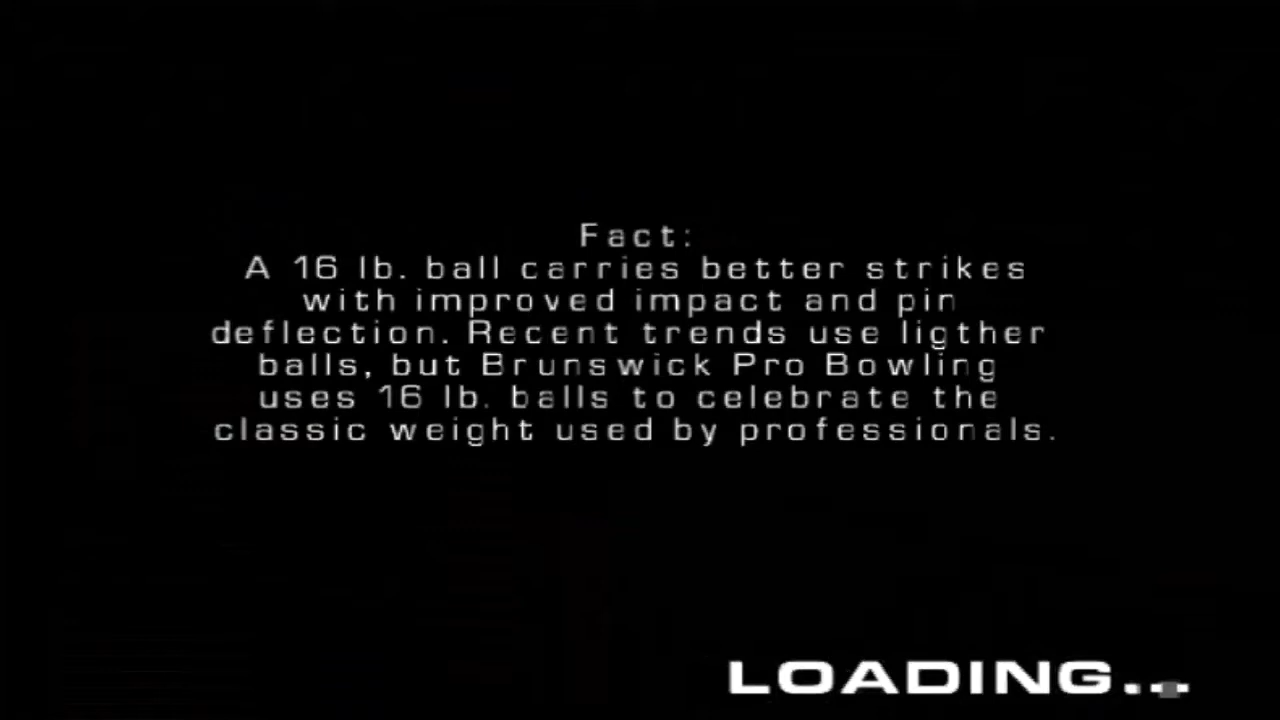 Fact:
A 16 lb. ball carries better strikes
with improved impact and pin
deflection. Recent trends use ligther
balls, but Brunswick Pro Bowling
uses 16 lb. balls to celebrate the
classic weight used by professionals.
LOADING...